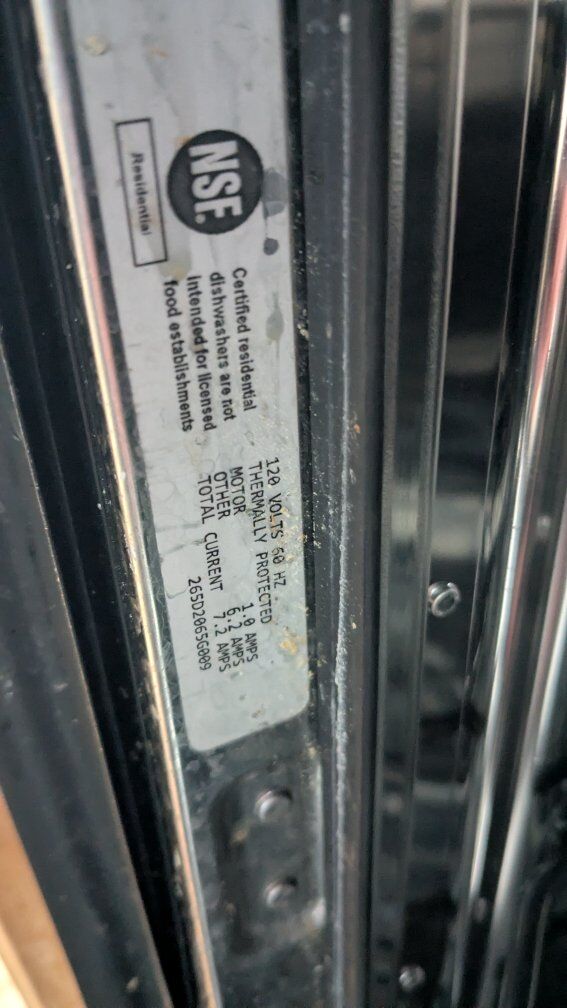 NSF.
Residential
Certified residential
dishwashers are not
intended for licensed
food establishments
120 VOLTS 60 HZ
THERMALLY PROTECTED
MOTOR 1.0 AMPS
OTHER 6.2 AMPS
TOTAL CURRENT 7.2 AMPS
265D2065G009